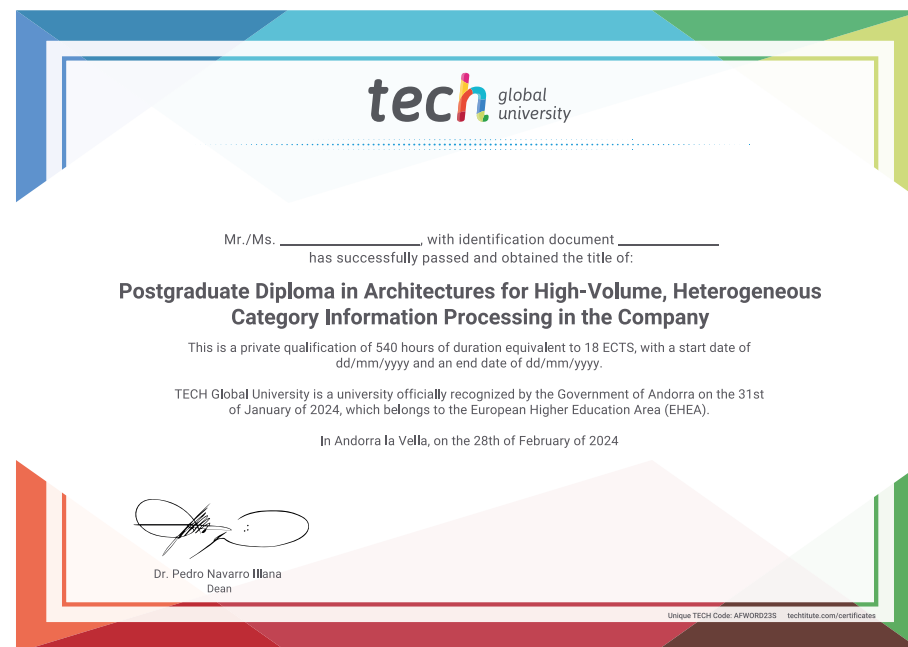 tech global university
Mr./Ms. ____________________, with identification document ______________
has successfully passed and obtained the title of:
Postgraduate Diploma in Architectures for High-Volume, Heterogeneous
Category Information Processing in the Company
This is a private qualification of 540 hours of duration equivalent to 18 ECTS, with a start date of
dd/mm/yyyy and an end date of dd/mm/yyyy.
TECH Global University is a university officially recognized by the Government of Andorra on the 31st
of January of 2024, which belongs to the European Higher Education Area (EHEA).
In Andorra la Vella, on the 28th of February of 2024
Dr. Pedro Navarro Illana
Dean
Unique TECH Code: AFWORD23S techtitute.com/certificates